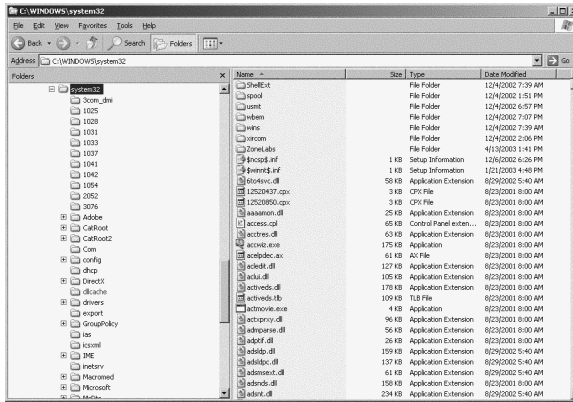 C:\WINDOWS\system32
File Edit View Favorites Tools Help
Back Search Folders
Address C:\WINDOWS\system32 Go
Folders
system32
3com_dmi
1025
1028
1031
1033
1037
1041
1042
1054
2052
3076
Adobe
CatRoot
CatRoot2
Com
config
dhcp
DirectX
dllcache
drivers
export
GroupPolicy
ias
icsxml
IME
inetsrv
Macromed
Microsoft
Name Size Type Date Modified
ShellExt File Folder 12/4/2002 7:39 AM
spool File Folder 12/4/2002 1:51 PM
usmt File Folder 12/4/2002 6:57 PM
wbem File Folder 12/4/2002 7:07 PM
wins File Folder 12/4/2002 7:39 AM
xircom File Folder 12/4/2002 2:06 PM
ZoneLabs File Folder 4/13/2003 1:41 PM
$ncsp$.inf 1 KB Setup Information 12/6/2002 6:26 PM
$winnt$.inf 1 KB Setup Information 1/21/2003 4:48 PM
6to4svc.dll 58 KB Application Extension 8/29/2002 5:40 AM
12520437.cpx 3 KB CPX File 8/23/2001 8:00 AM
12520850.cpx 3 KB CPX File 8/23/2001 8:00 AM
aaaamon.dll 25 KB Application Extension 8/23/2001 8:00 AM
access.cpl 65 KB Control Panel exten... 8/23/2001 8:00 AM
acctres.dll 63 KB Application Extension 8/23/2001 8:00 AM
accwiz.exe 175 KB Application 8/23/2001 8:00 AM
acelpdec.ax 61 KB AX File 8/23/2001 8:00 AM
acledit.dll 127 KB Application Extension 8/23/2001 8:00 AM
aclui.dll 105 KB Application Extension 8/23/2001 8:00 AM
activeds.dll 178 KB Application Extension 8/23/2001 8:00 AM
activeds.tlb 109 KB TLB File 8/23/2001 8:00 AM
actmovie.exe 4 KB Application 8/23/2001 8:00 AM
actxprxy.dll 96 KB Application Extension 8/23/2001 8:00 AM
admparse.dll 56 KB Application Extension 8/23/2001 8:00 AM
adptif.dll 26 KB Application Extension 8/23/2001 8:00 AM
adsldp.dll 159 KB Application Extension 8/29/2002 5:40 AM
adsldpc.dll 137 KB Application Extension 8/29/2002 5:40 AM
adsmsext.dll 61 KB Application Extension 8/29/2002 5:40 AM
adsnds.dll 158 KB Application Extension 8/23/2001 8:00 AM
adsnt.dll 234 KB Application Extension 8/29/2002 5:40 AM